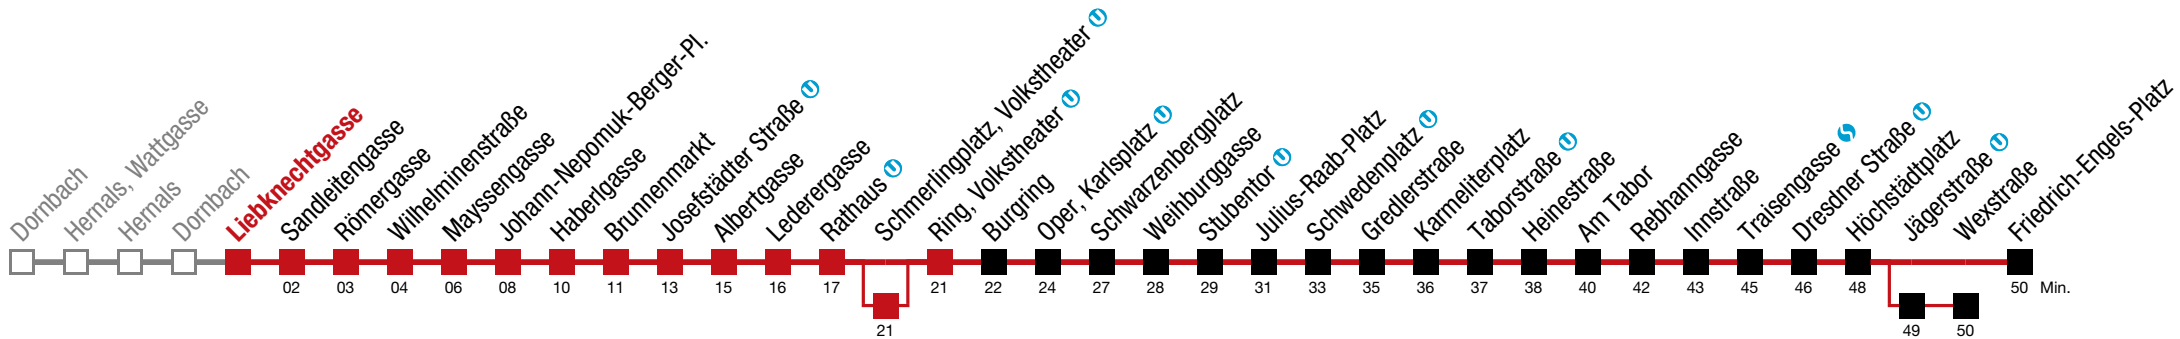 Dornbach
Hernals, Wattgasse
Hernals
Dornbach
Liebknechtgasse
Sandleitengasse
Römergasse
Wilhelminenstraße
Mayssengasse
Johann-Nepomuk-Berger-Pl.
Haberlgasse
Brunnenmarkt
Josefstädter Straße U
Albertgasse
Lederergasse
Rathaus U
Schmerlingplatz, Volkstheater U
Ring, Volkstheater U
Burgring
Oper, Karlsplatz U
Schwarzenbergplatz
Weihburggasse
Stubentor U
Julius-Raab-Platz
Schwedenplatz U
Gredlerstraße
Karmeliterplatz
Taborstraße U
Heinestraße
Am Tabor
Rebhanngasse
Innstraße
Traisengasse S
Dresdner Straße U
Höchstädtplatz
Jägerstraße U
Wexstraße
Friedrich-Engels-Platz
02 03 04 06 08 10 11 13 15 16 17 21 22 24 27 28 29 31 33 35 36 37 38 40 42 43 45 46 48 50 Min.
21 49 50